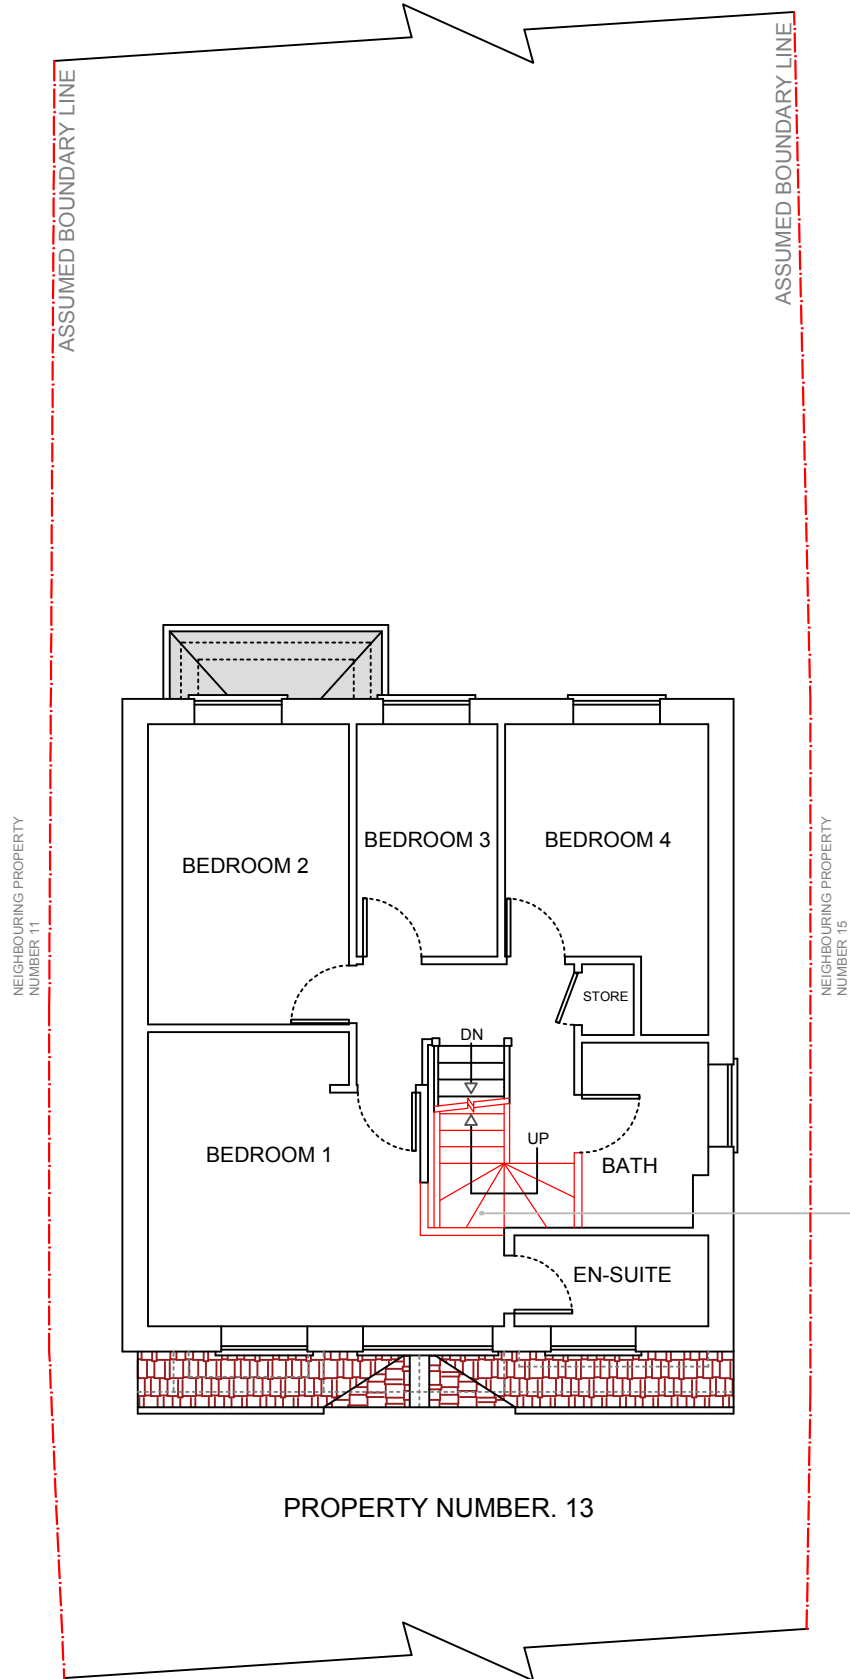 ASSUMED BOUNDARY LINE
ASSUMED BOUNDARY LINE
NEIGHBOURING PROPERTY
NUMBER 11
NEIGHBOURING PROPERTY
NUMBER 15
BEDROOM 2
BEDROOM 3
BEDROOM 4
STORE
DN
UP
BEDROOM 1
BATH
EN-SUITE
PROPERTY NUMBER. 13